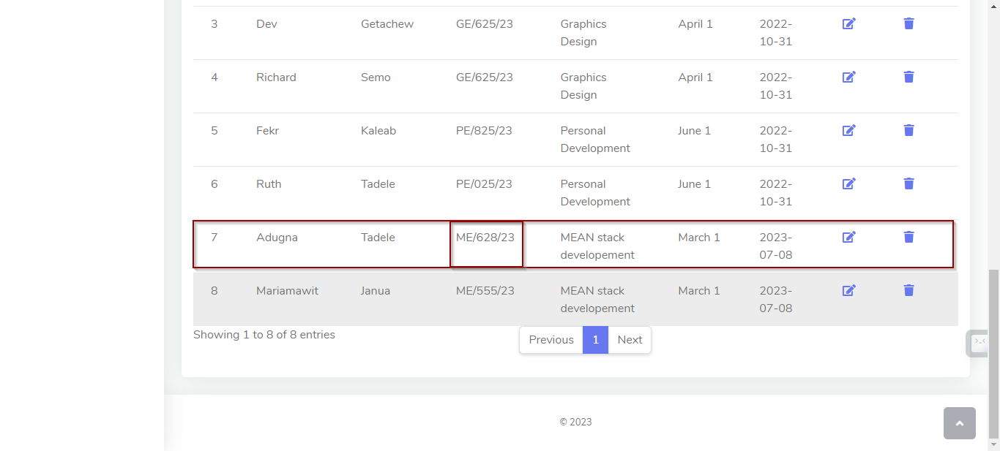 3 Dev Getachew GE/625/23 Graphics Design April 1 2022-10-31
4 Richard Semo GE/625/23 Graphics Design April 1 2022-10-31
5 Fekr Kaleab PE/825/23 Personal Development June 1 2022-10-31
6 Ruth Tadele PE/025/23 Personal Development June 1 2022-10-31
7 Adugna Tadele ME/628/23 MEAN stack developement March 1 2023-07-08
8 Mariamawit Janua ME/555/23 MEAN stack developement March 1 2023-07-08
Showing 1 to 8 of 8 entries
Previous 1 Next
© 2023